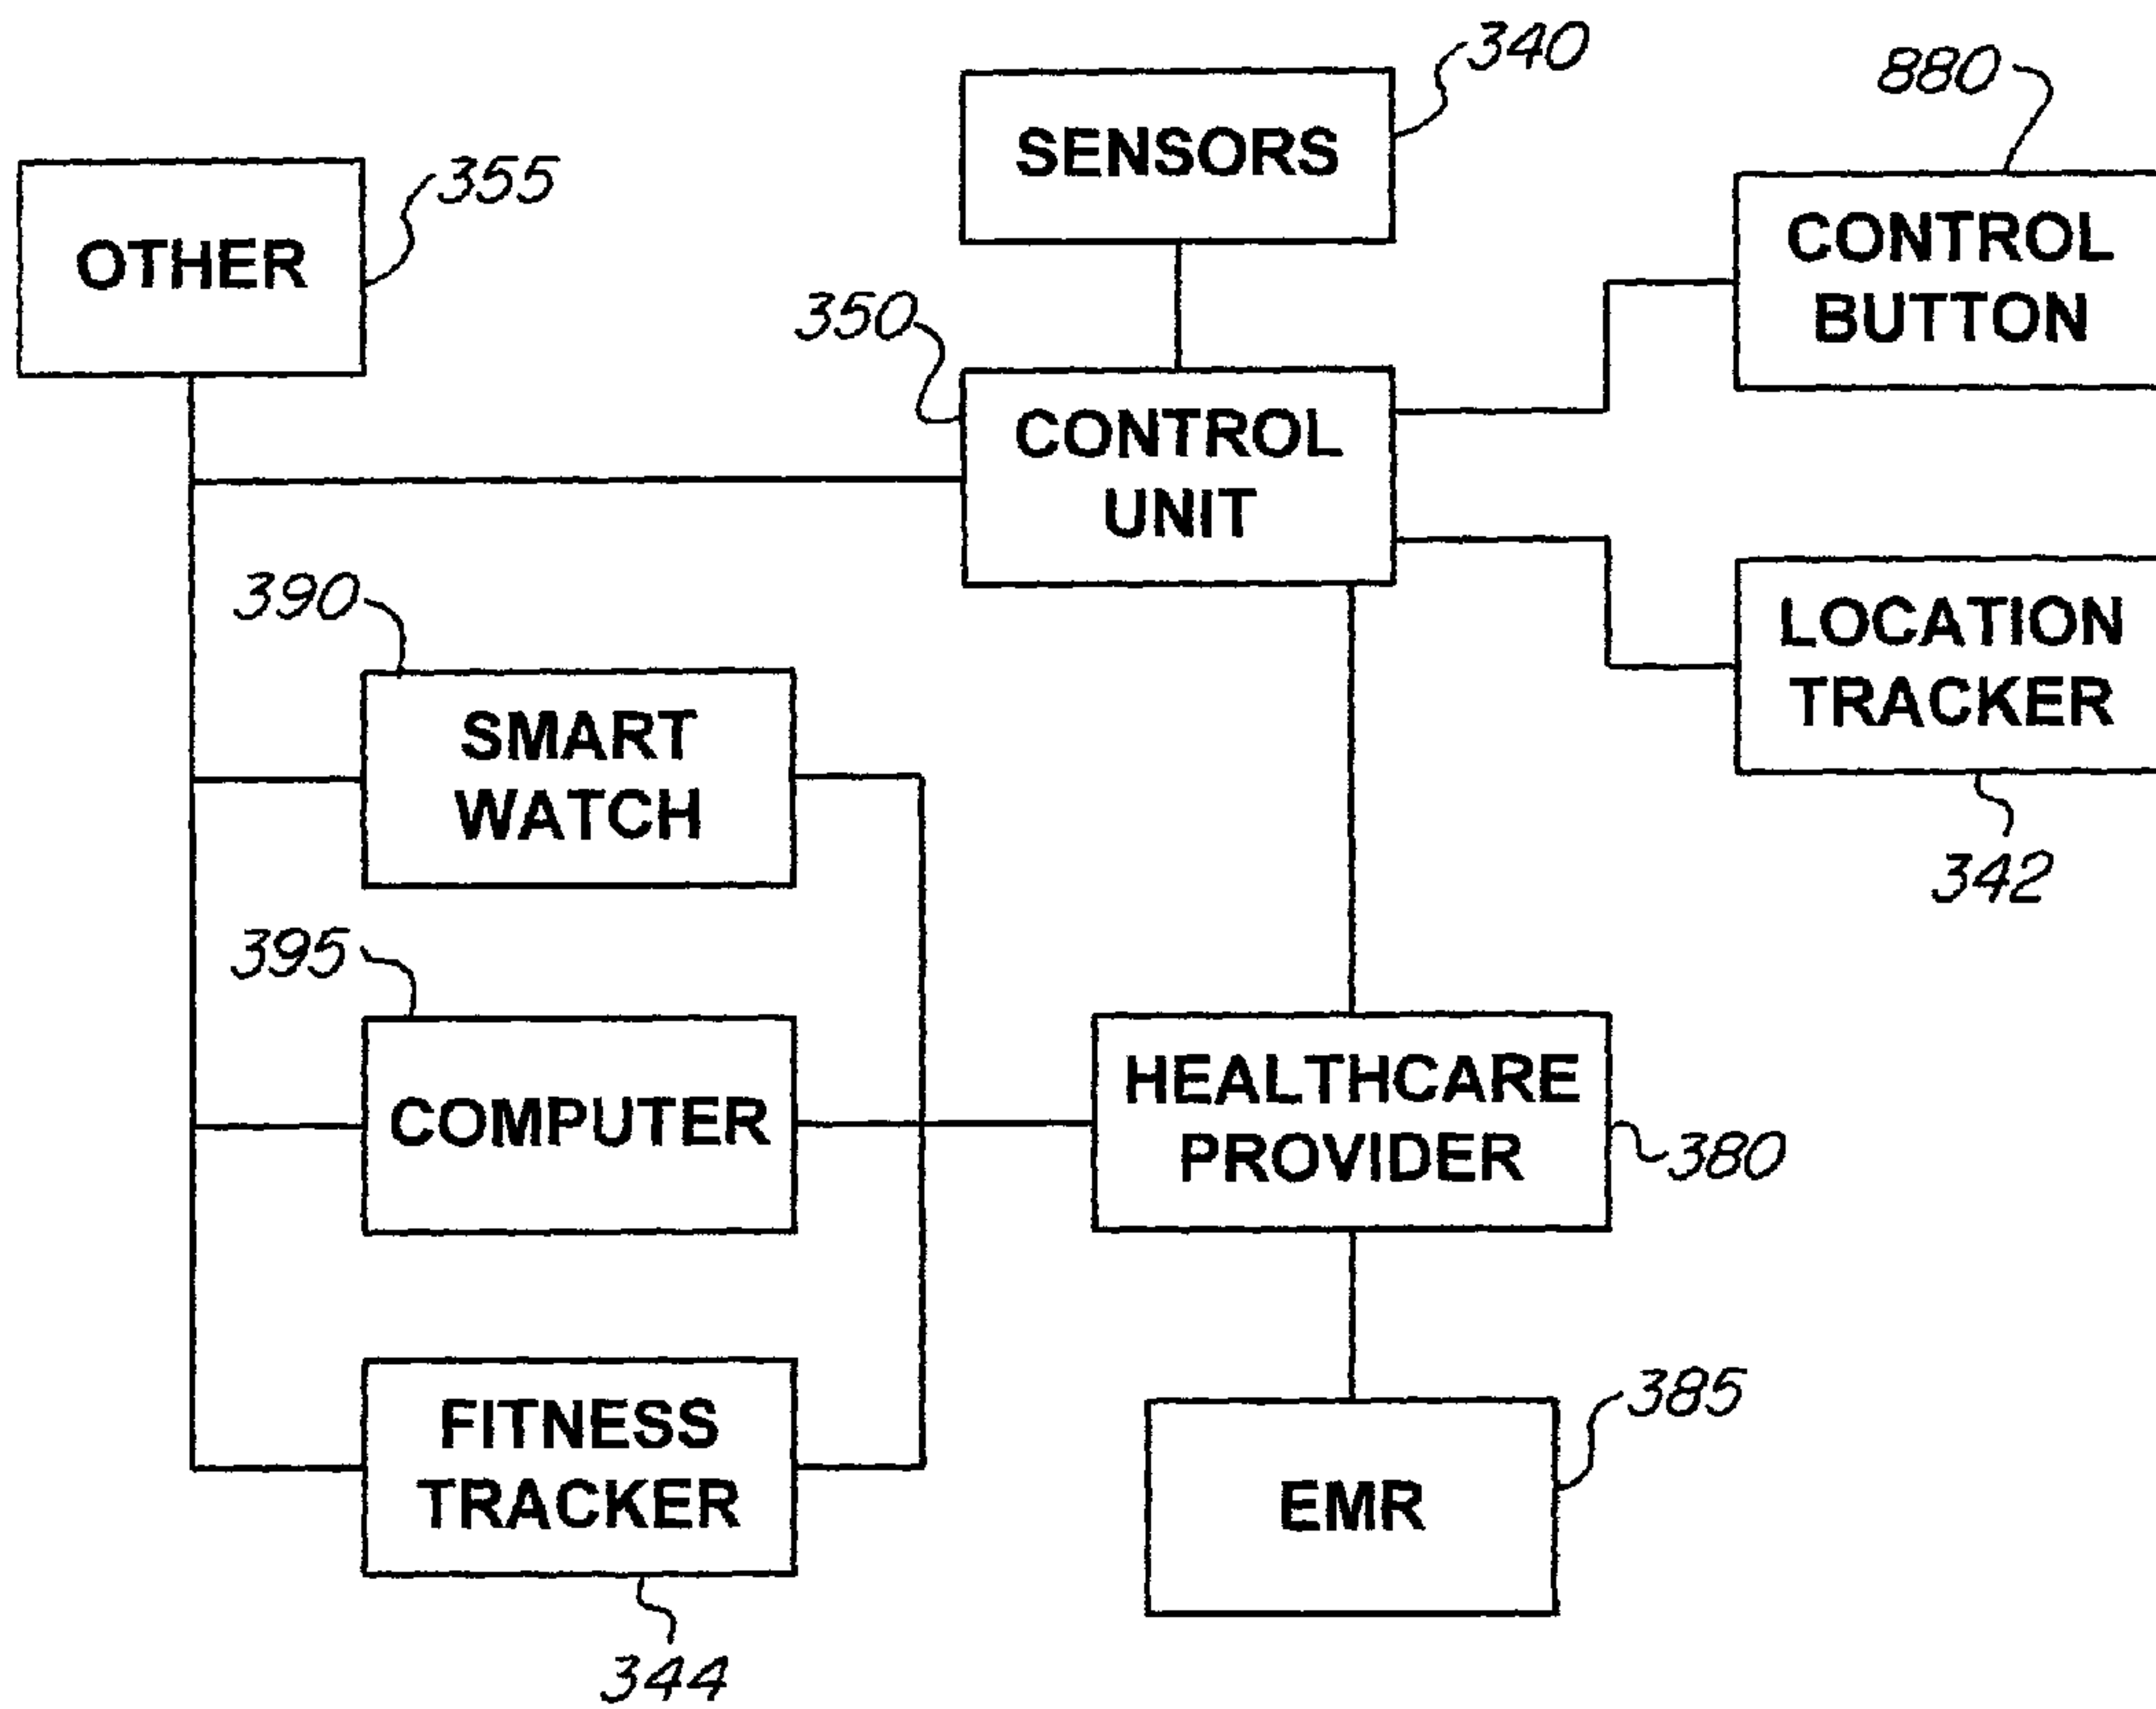 340
880
SENSORS
355
CONTROL
BUTTON
OTHER
350
CONTROL
UNIT
390
LOCATION
TRACKER
SMART
WATCH
342
395
HEALTHCARE
PROVIDER
COMPUTER
380
385
FITNESS
TRACKER
EMR
344